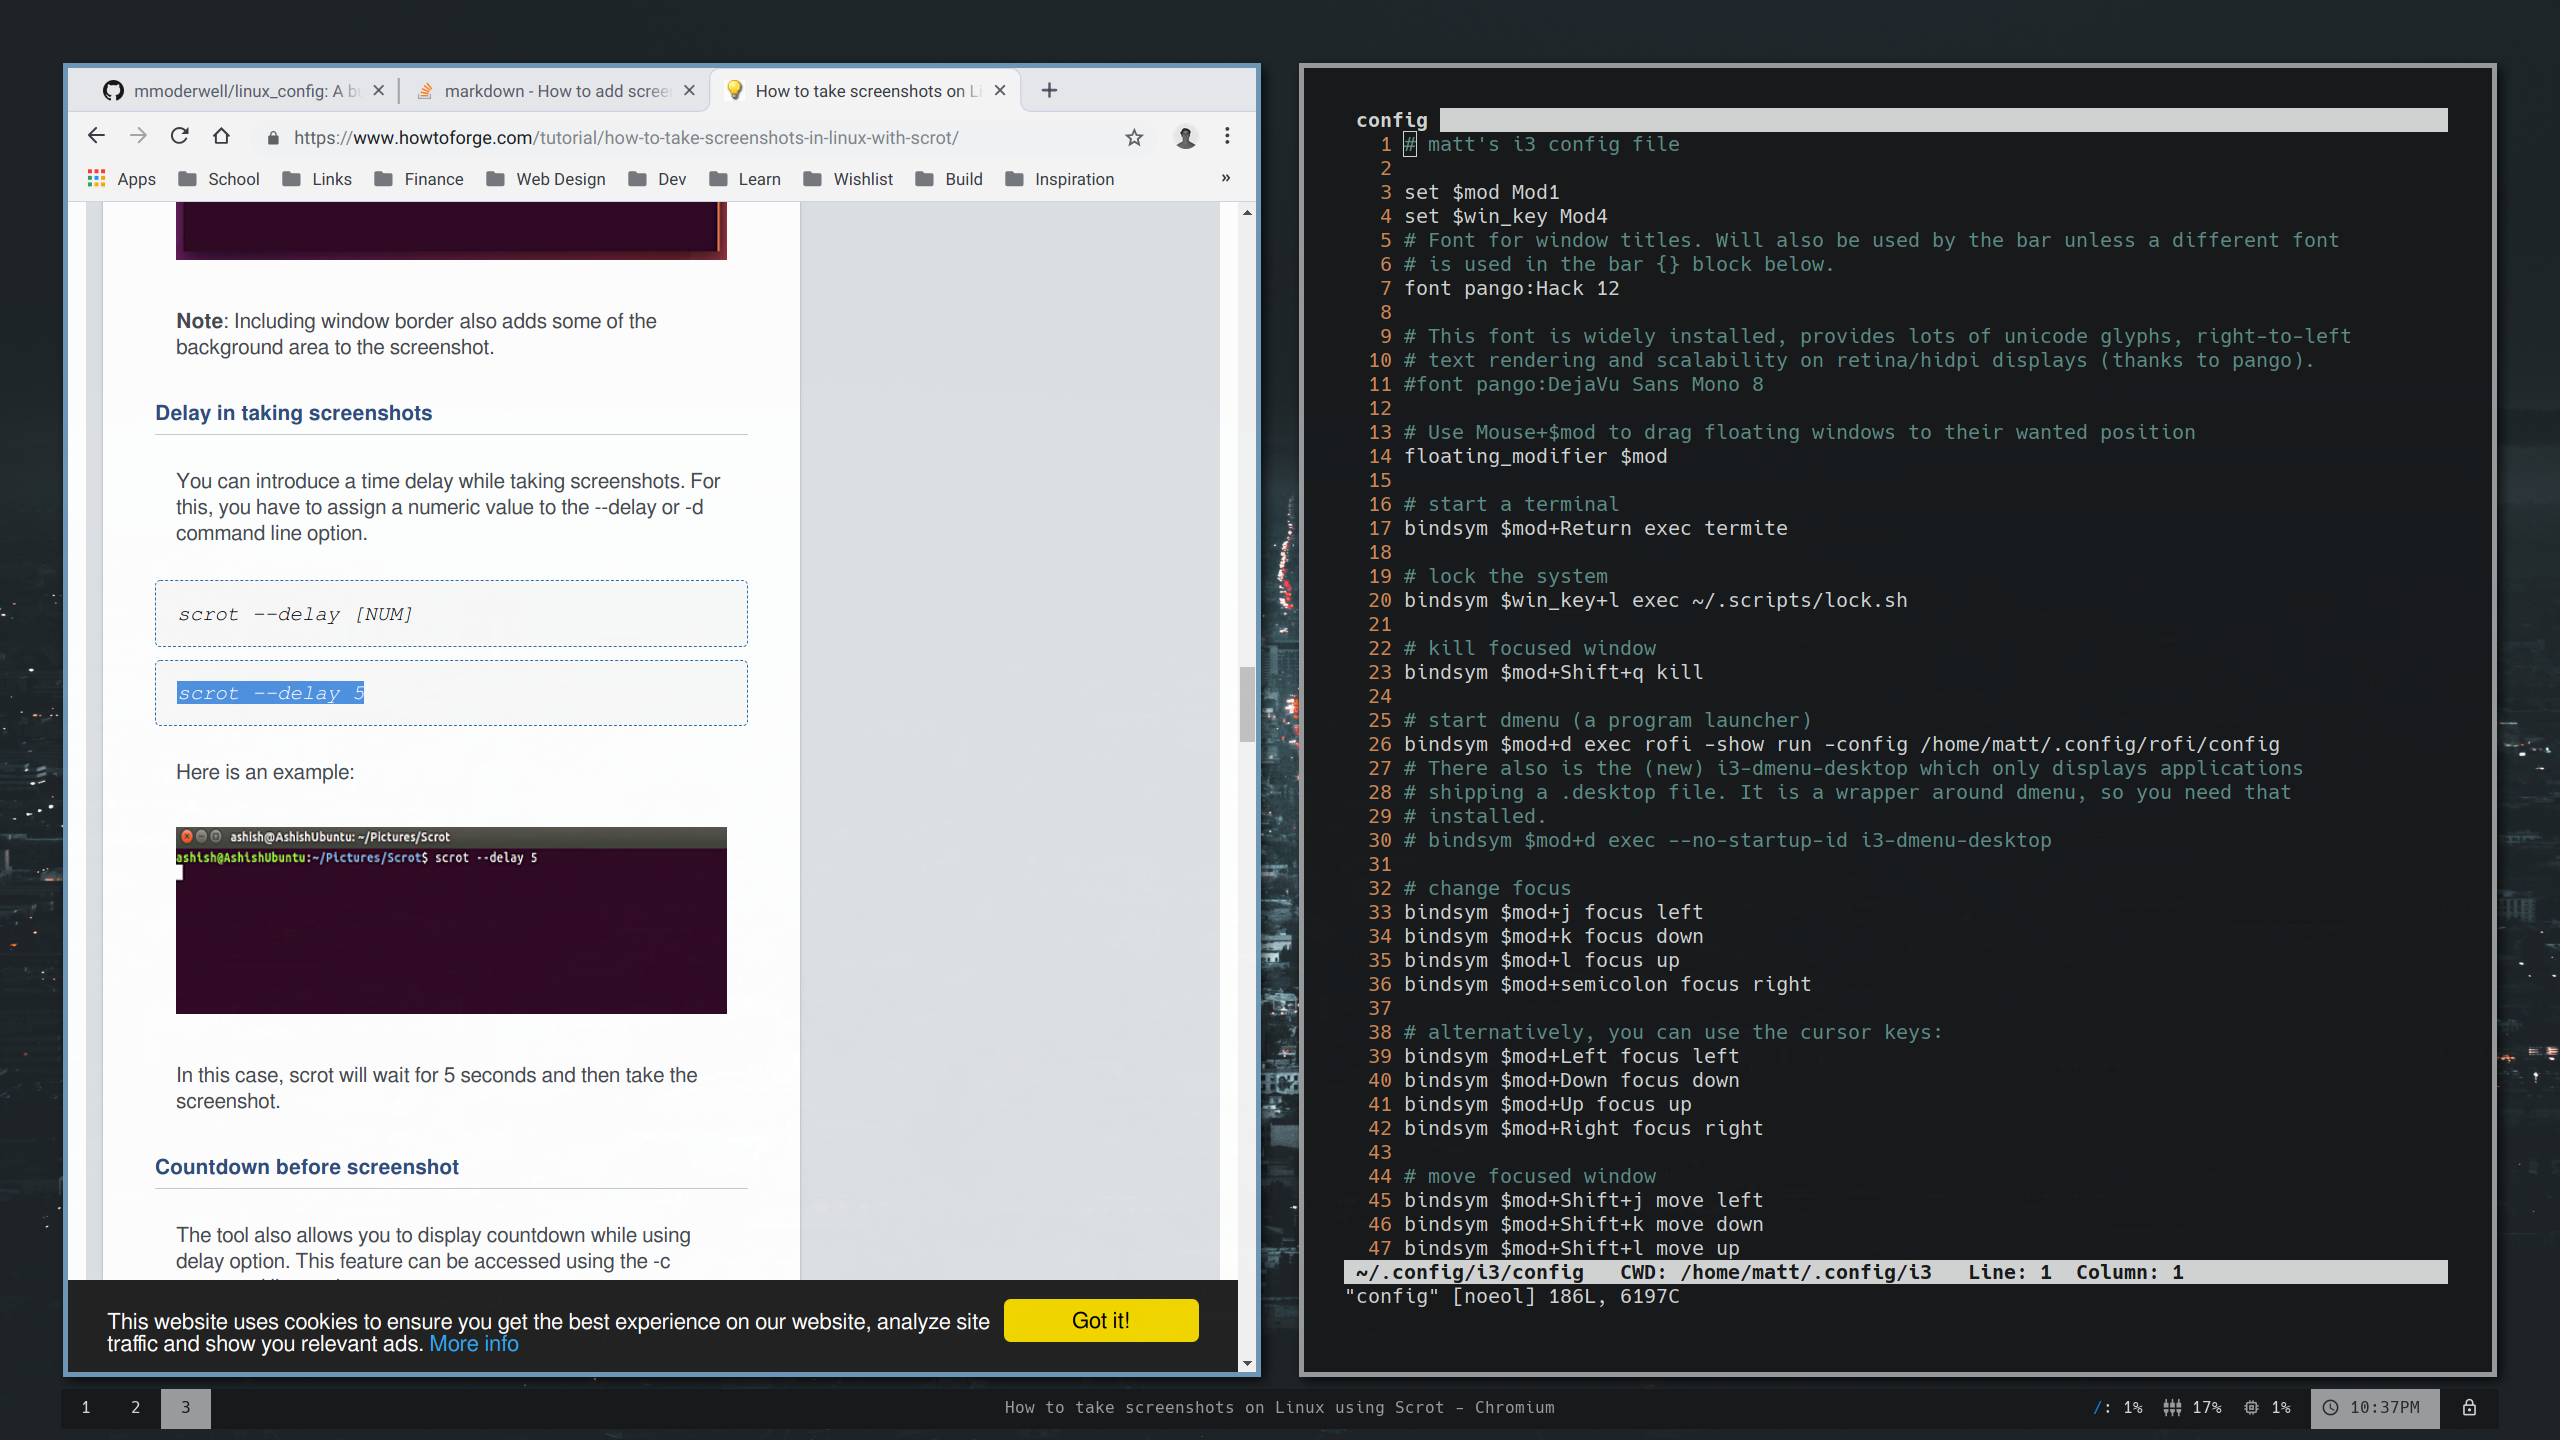 mmoderwell/linux_config: A b
markdown - How to add scree
How to take screenshots on Li
https://www.howtoforge.com/tutorial/how-to-take-screenshots-in-linux-with-scrot/
Apps School Links Finance Web Design Dev Learn Wishlist Build Inspiration »
Note: Including window border also adds some of the
background area to the screenshot.
Delay in taking screenshots
You can introduce a time delay while taking screenshots. For
this, you have to assign a numeric value to the --delay or -d
command line option.
scrot --delay [NUM]
scrot --delay 5
Here is an example:
ashish@AshishUbuntu: ~/Pictures/Scrot
ashish@AshishUbuntu:~/Pictures/Scrot$ scrot --delay 5
In this case, scrot will wait for 5 seconds and then take the
screenshot.
Countdown before screenshot
The tool also allows you to display countdown while using
delay option. This feature can be accessed using the -c
This website uses cookies to ensure you get the best experience on our website, analyze site
traffic and show you relevant ads. More info
Got it!
config
1 # matt's i3 config file
2
3 set $mod Mod1
4 set $win_key Mod4
5 # Font for window titles. Will also be used by the bar unless a different font
6 # is used in the bar {} block below.
7 font pango:Hack 12
8
9 # This font is widely installed, provides lots of unicode glyphs, right-to-left
10 # text rendering and scalability on retina/hidpi displays (thanks to pango).
11 #font pango:DejaVu Sans Mono 8
12
13 # Use Mouse+$mod to drag floating windows to their wanted position
14 floating_modifier $mod
15
16 # start a terminal
17 bindsym $mod+Return exec termite
18
19 # lock the system
20 bindsym $win_key+l exec ~/.scripts/lock.sh
21
22 # kill focused window
23 bindsym $mod+Shift+q kill
24
25 # start dmenu (a program launcher)
26 bindsym $mod+d exec rofi -show run -config /home/matt/.config/rofi/config
27 # There also is the (new) i3-dmenu-desktop which only displays applications
28 # shipping a .desktop file. It is a wrapper around dmenu, so you need that
29 # installed.
30 # bindsym $mod+d exec --no-startup-id i3-dmenu-desktop
31
32 # change focus
33 bindsym $mod+j focus left
34 bindsym $mod+k focus down
35 bindsym $mod+l focus up
36 bindsym $mod+semicolon focus right
37
38 # alternatively, you can use the cursor keys:
39 bindsym $mod+Left focus left
40 bindsym $mod+Down focus down
41 bindsym $mod+Up focus up
42 bindsym $mod+Right focus right
43
44 # move focused window
45 bindsym $mod+Shift+j move left
46 bindsym $mod+Shift+k move down
47 bindsym $mod+Shift+l move up
~/.config/i3/config CWD: /home/matt/.config/i3 Line: 1 Column: 1
"config" [noeol] 186L, 6197C
1 2 3
How to take screenshots on Linux using Scrot - Chromium
/: 1% 17% 1% 10:37PM